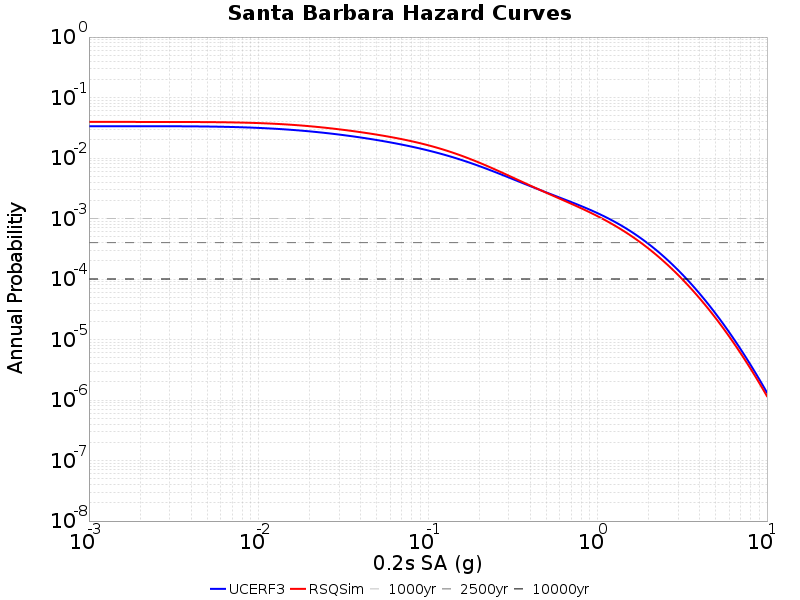 Santa Barbara Hazard Curves
10^0
10^-1
10^-2
10^-3
10^-4
10^-5
10^-6
10^-7
10^-8
Annual Probabilitiy
10^-3 10^-2 10^-1 10^0 10^1
0.2s SA (g)
UCERF3 RSQSim 1000yr 2500yr 10000yr